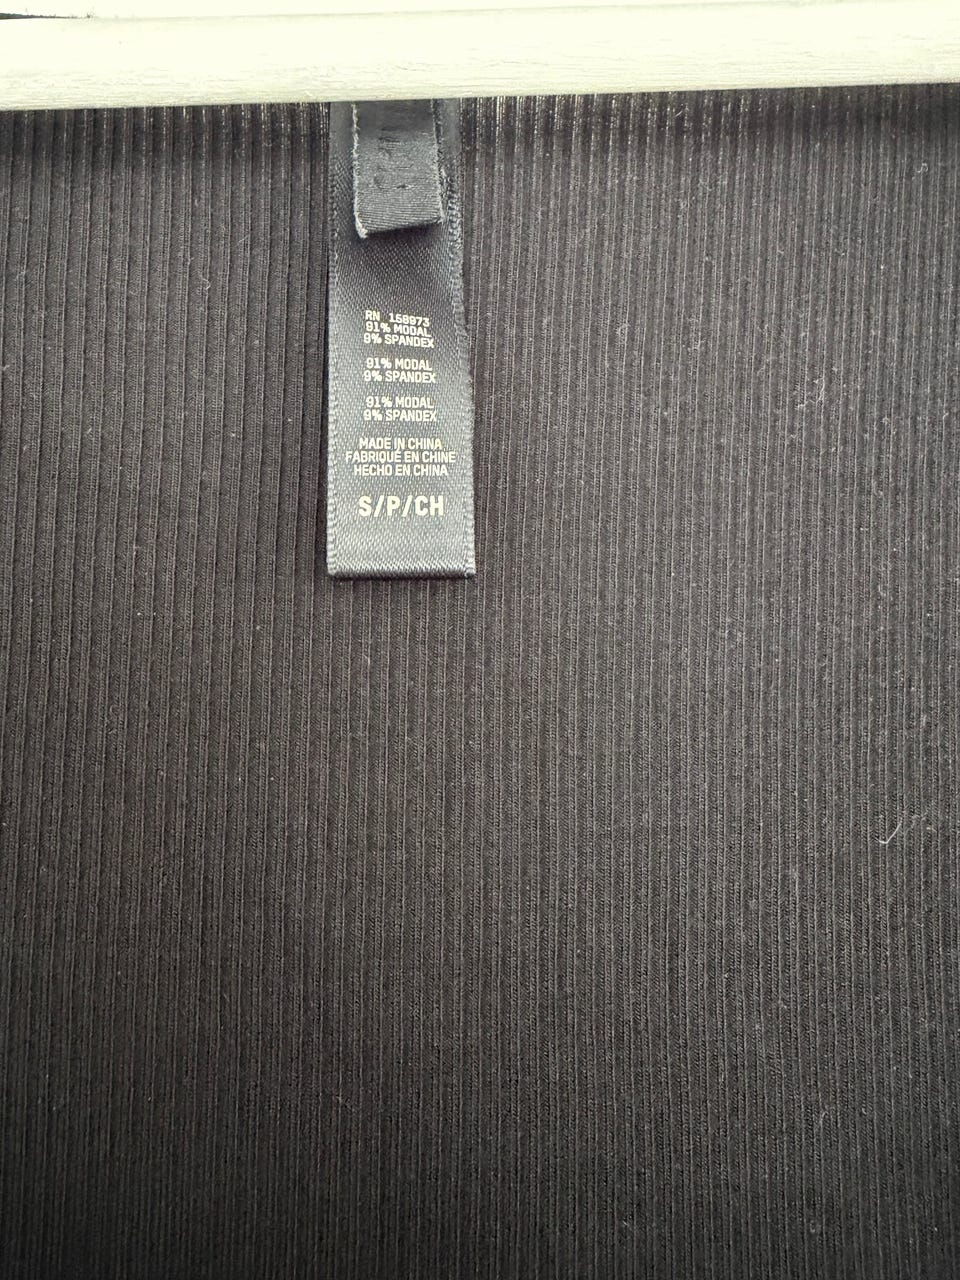 RN 158973
91% MODAL
9% SPANDEX
91% MODAL
9% SPANDEX
91% MODAL
9% SPANDEX
MADE IN CHINA
FABRIQUÉ EN CHINE
HECHO EN CHINA
S/P/CH